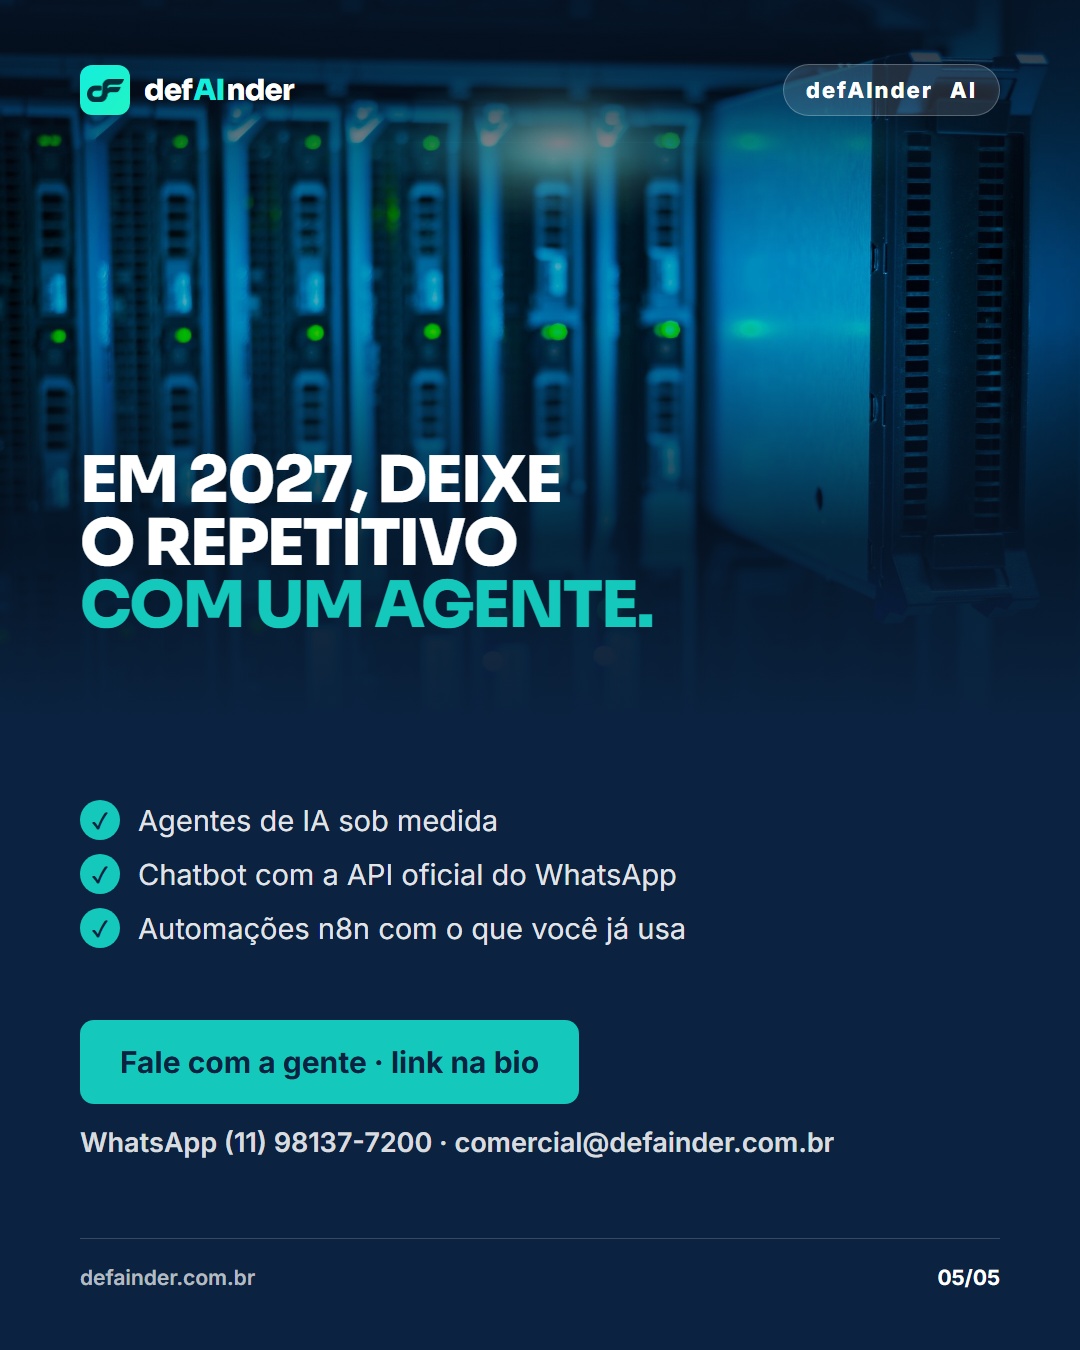 defAInder
defAInder AI
EM 2027, DEIXE
O REPETITIVO
COM UM AGENTE.
✓ Agentes de IA sob medida
✓ Chatbot com a API oficial do WhatsApp
✓ Automações n8n com o que você já usa
Fale com a gente · link na bio
WhatsApp (11) 98137-7200 · comercial@defainder.com.br
defainder.com.br
05/05